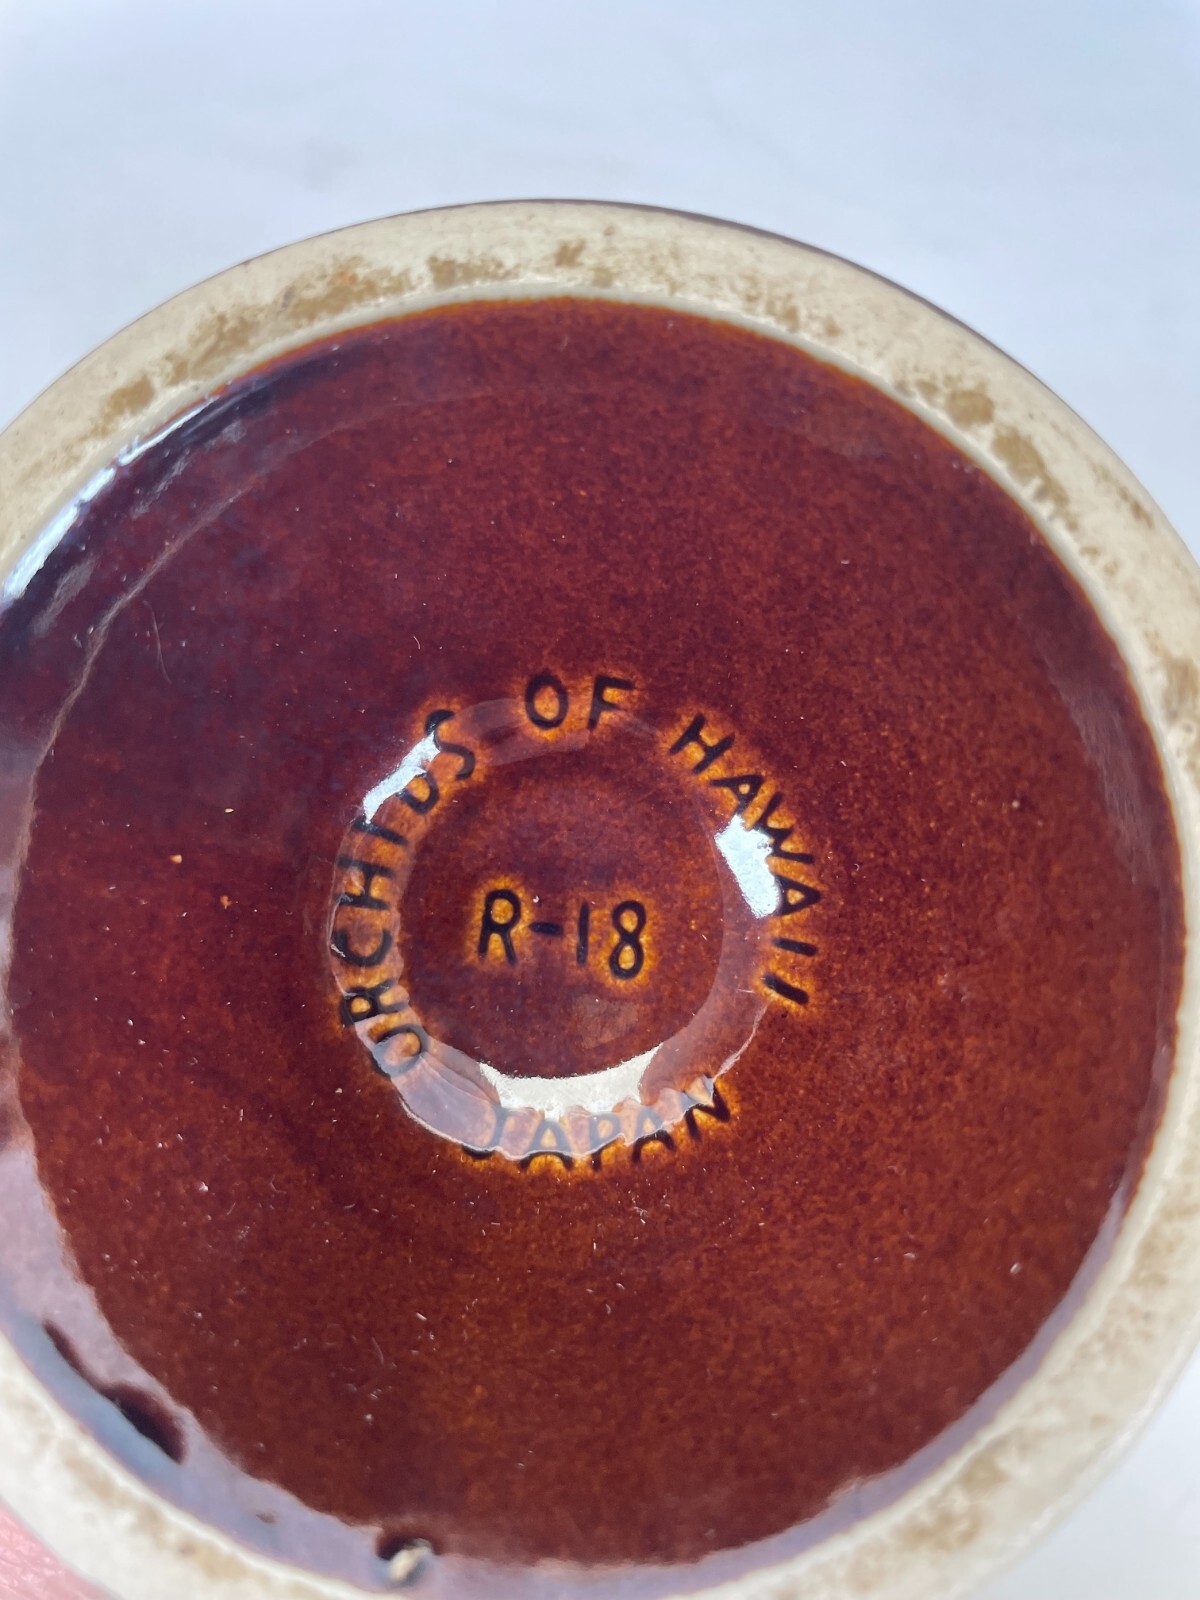 ORCHIDS OF HAWAII
R-18
JAPAN